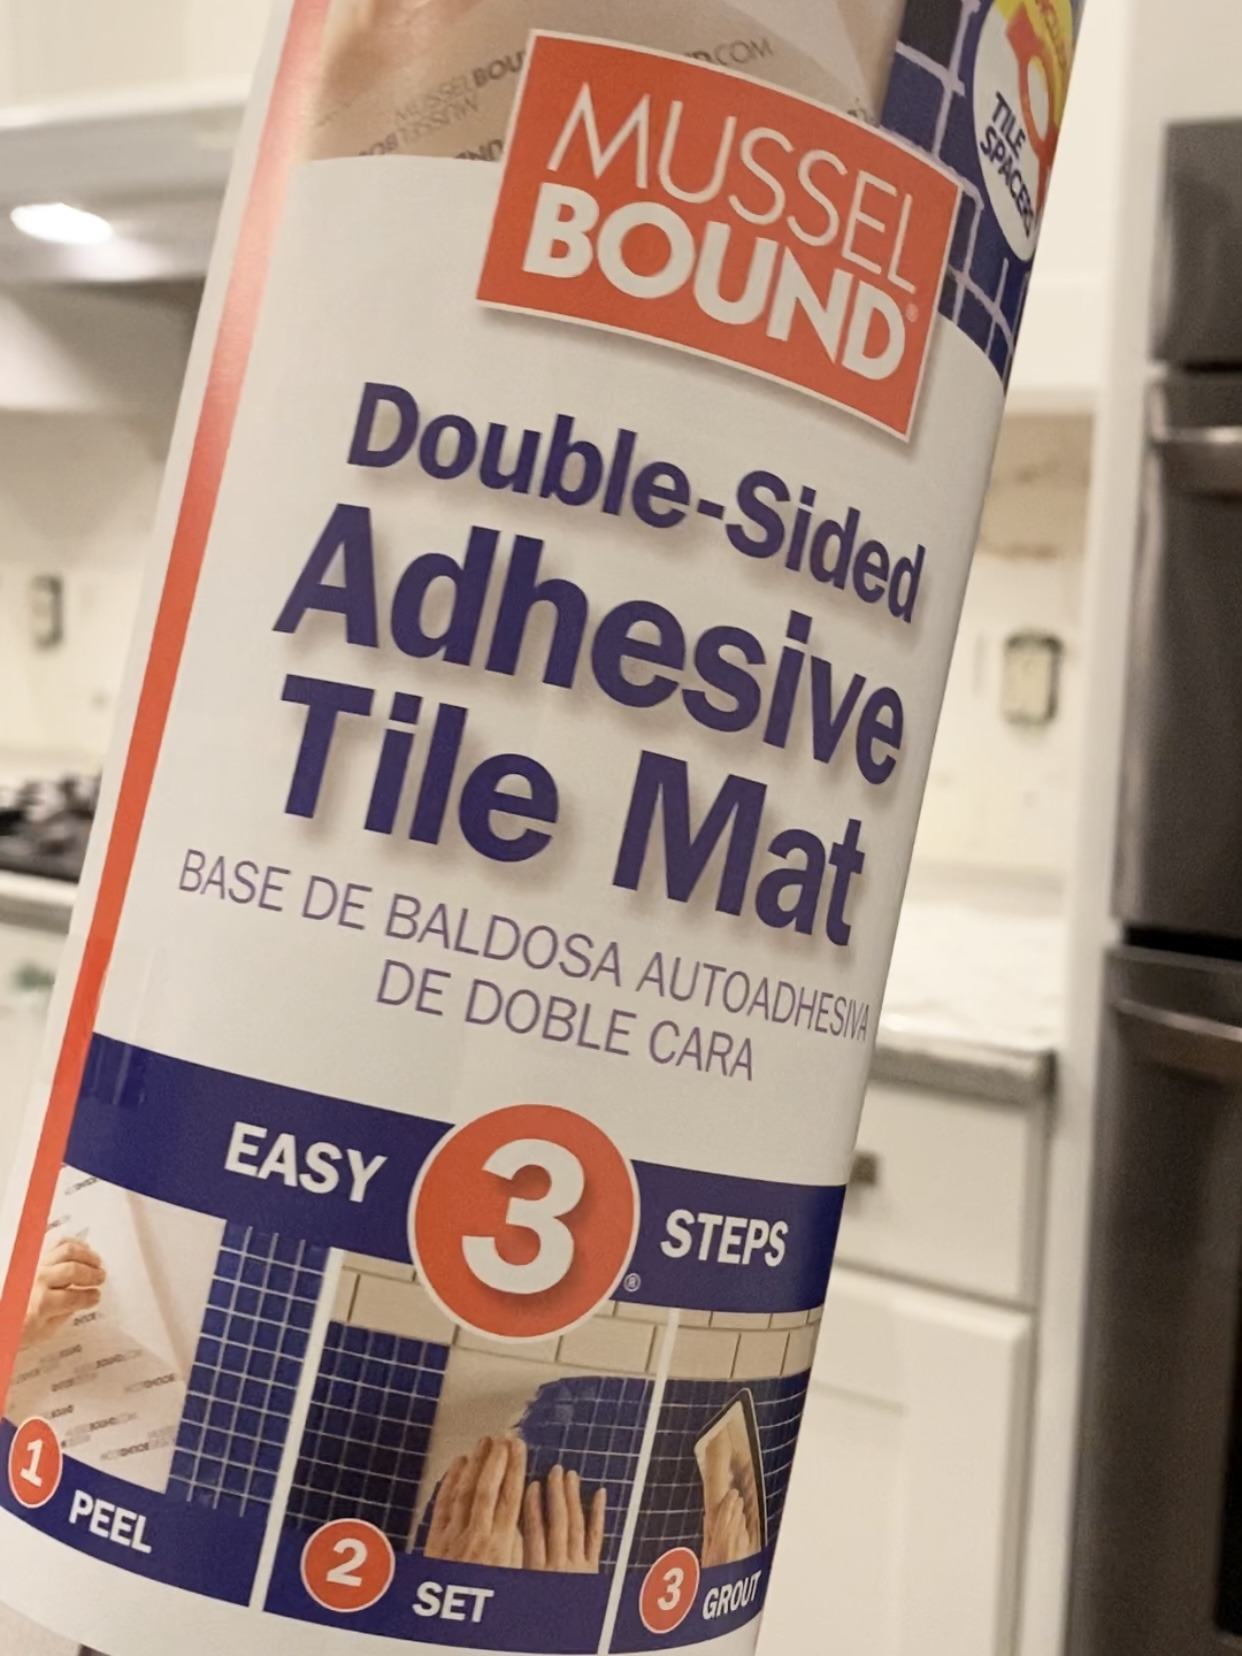 TILE
SPACERS
MUSSEL
BOUND®
Double-Sided
Adhesive
Tile Mat
BASE DE BALDOSA AUTOADHESIVA
DE DOBLE CARA
EASY 3 STEPS
®
1 PEEL
2 SET
3 GROUT